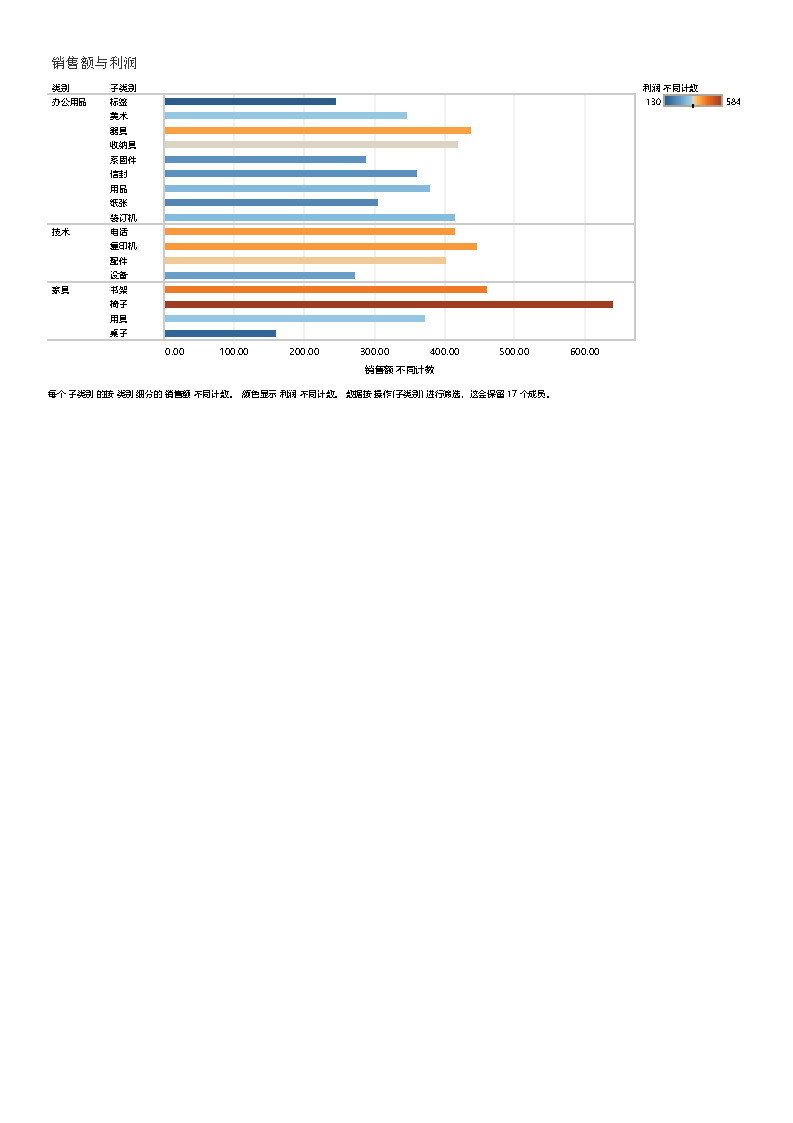 销售额与利润
类别 子类别
利润 不同计数
130 584
办公用品 标签
美术
器具
收纳具
系固件
信封
用品
纸张
装订机
技术 电话
复印机
配件
设备
家具 书架
椅子
用具
桌子
0.00 100.00 200.00 300.00 400.00 500.00 600.00
销售额 不同计数
每个 子类别 的按 类别 细分的 销售额 不同计数。 颜色显示 利润 不同计数。 数据按 操作(子类别) 进行筛选，这会保留 17 个成员。